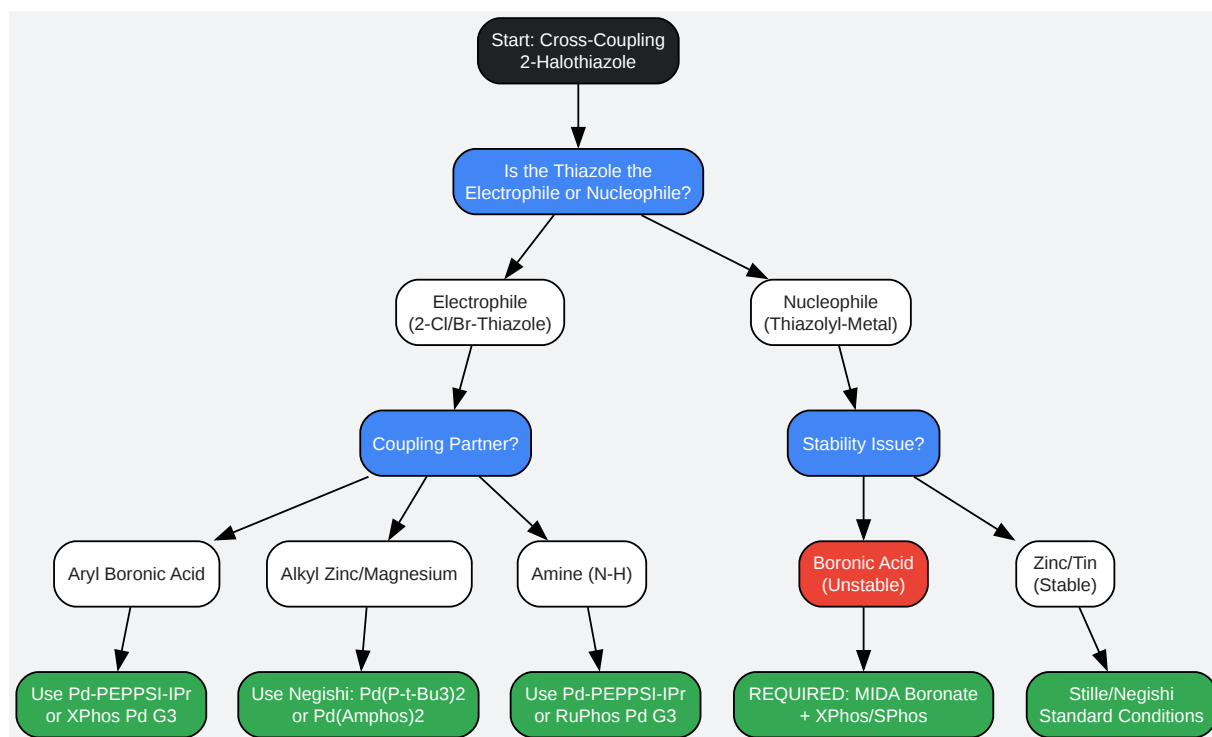 Start: Cross-Coupling
2-Halothiazole
Is the Thiazole the
Electrophile or Nucleophile?
Electrophile
(2-Cl/Br-Thiazole)
Nucleophile
(Thiazolyl-Metal)
Coupling Partner?
Stability Issue?
Aryl Boronic Acid
Alkyl Zinc/Magnesium
Amine (N-H)
Boronic Acid
(Unstable)
Zinc/Tin
(Stable)
Use Pd-PEPPSI-IPr
or XPhos Pd G3
Use Negishi: Pd(P-t-Bu3)2
or Pd(Amphos)2
Use Pd-PEPPSI-IPr
or RuPhos Pd G3
REQUIRED: MIDA Boronate
+ XPhos/SPhos
Stille/Negishi
Standard Conditions